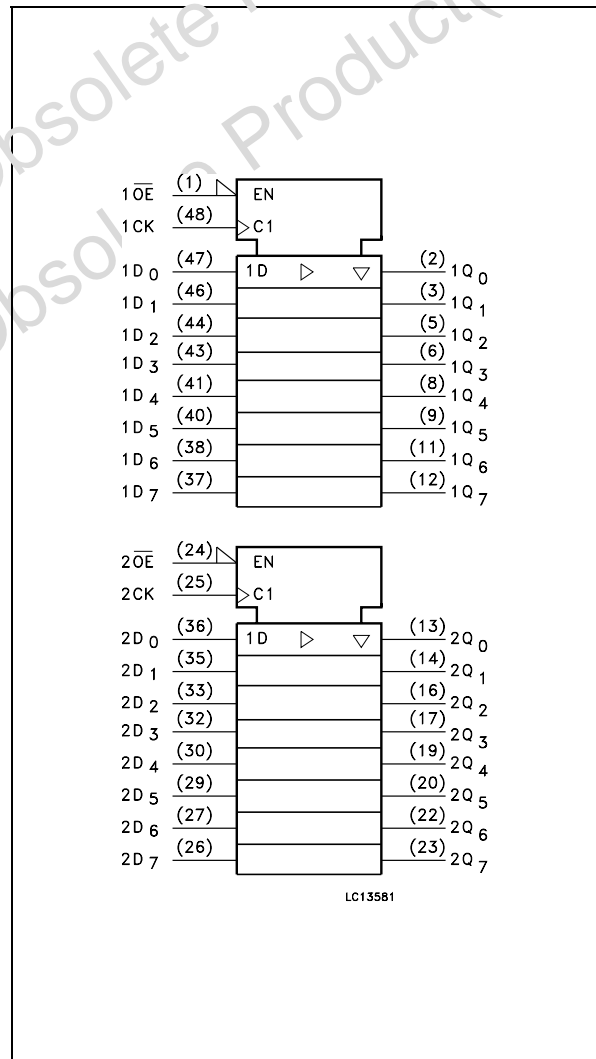 Obsolete Product(
Obsolete Product(
1OE̅ (1) EN
1CK (48) C1
1D0 (47) 1D (2) 1Q0
1D1 (46) (3) 1Q1
1D2 (44) (5) 1Q2
1D3 (43) (6) 1Q3
1D4 (41) (8) 1Q4
1D5 (40) (9) 1Q5
1D6 (38) (11) 1Q6
1D7 (37) (12) 1Q7
2OE̅ (24) EN
2CK (25) C1
2D0 (36) 1D (13) 2Q0
2D1 (35) (14) 2Q1
2D2 (33) (16) 2Q2
2D3 (32) (17) 2Q3
2D4 (30) (19) 2Q4
2D5 (29) (20) 2Q5
2D6 (27) (22) 2Q6
2D7 (26) (23) 2Q7
LC13581